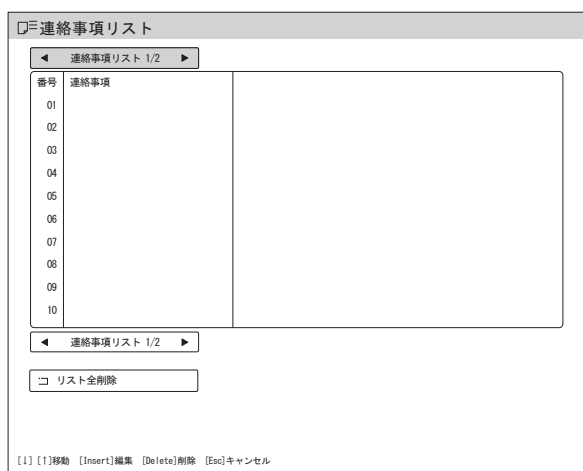 連絡事項リスト
◀ 連絡事項リスト 1/2 ▶
番号 連絡事項
01
02
03
04
05
06
07
08
09
10
◀ 連絡事項リスト 1/2 ▶
リスト全削除
[↓][↑]移動 [Insert]編集 [Delete]削除 [Esc]キャンセル